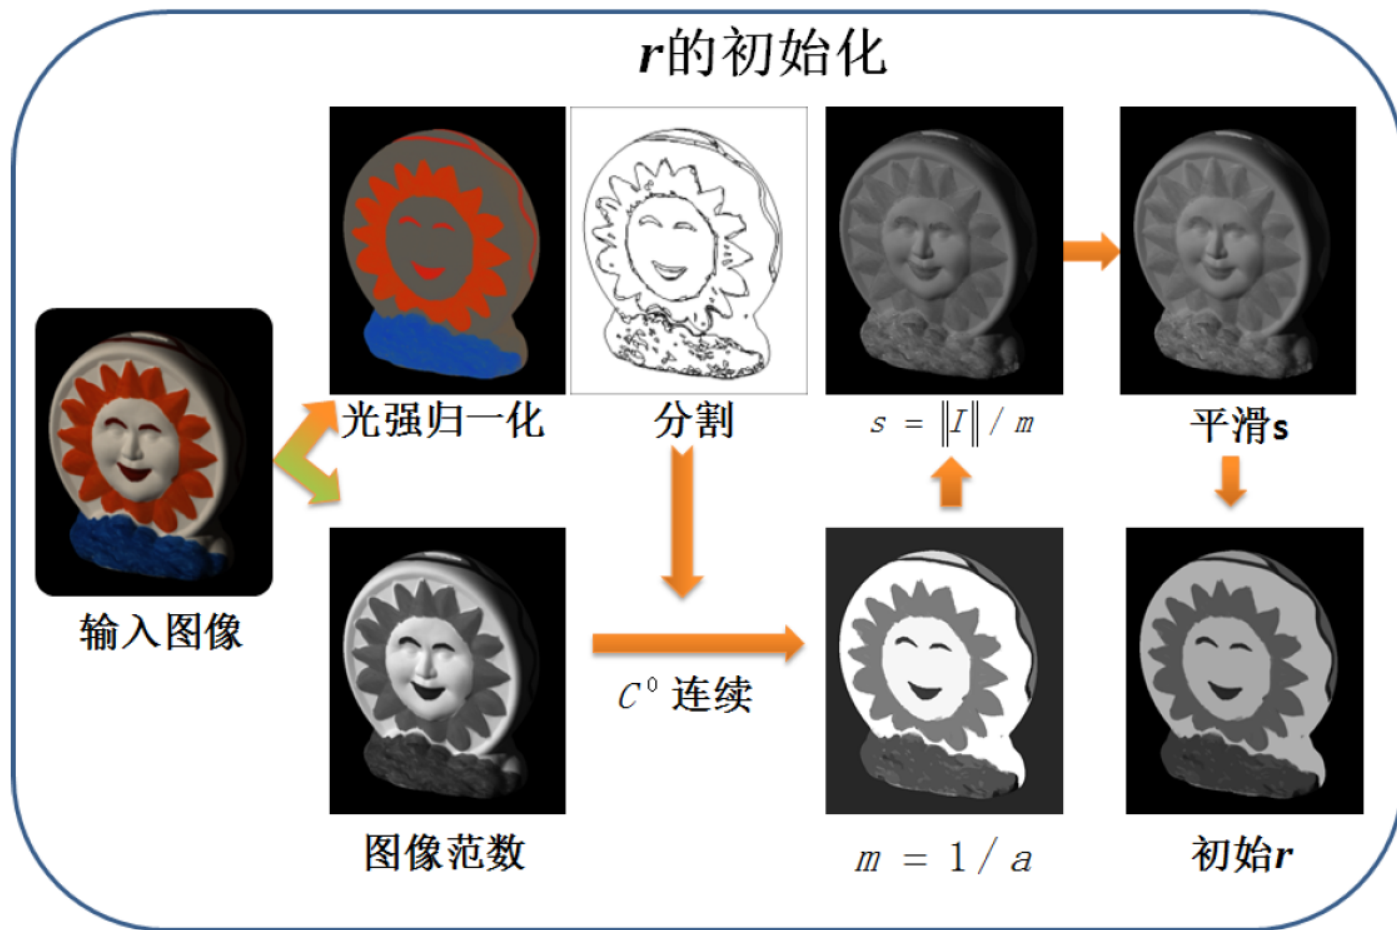 r的初始化
光强归一化
分割
s = ‖I‖ / m
平滑s
输入图像
C⁰ 连续
图像范数
m = 1 / a
初始r